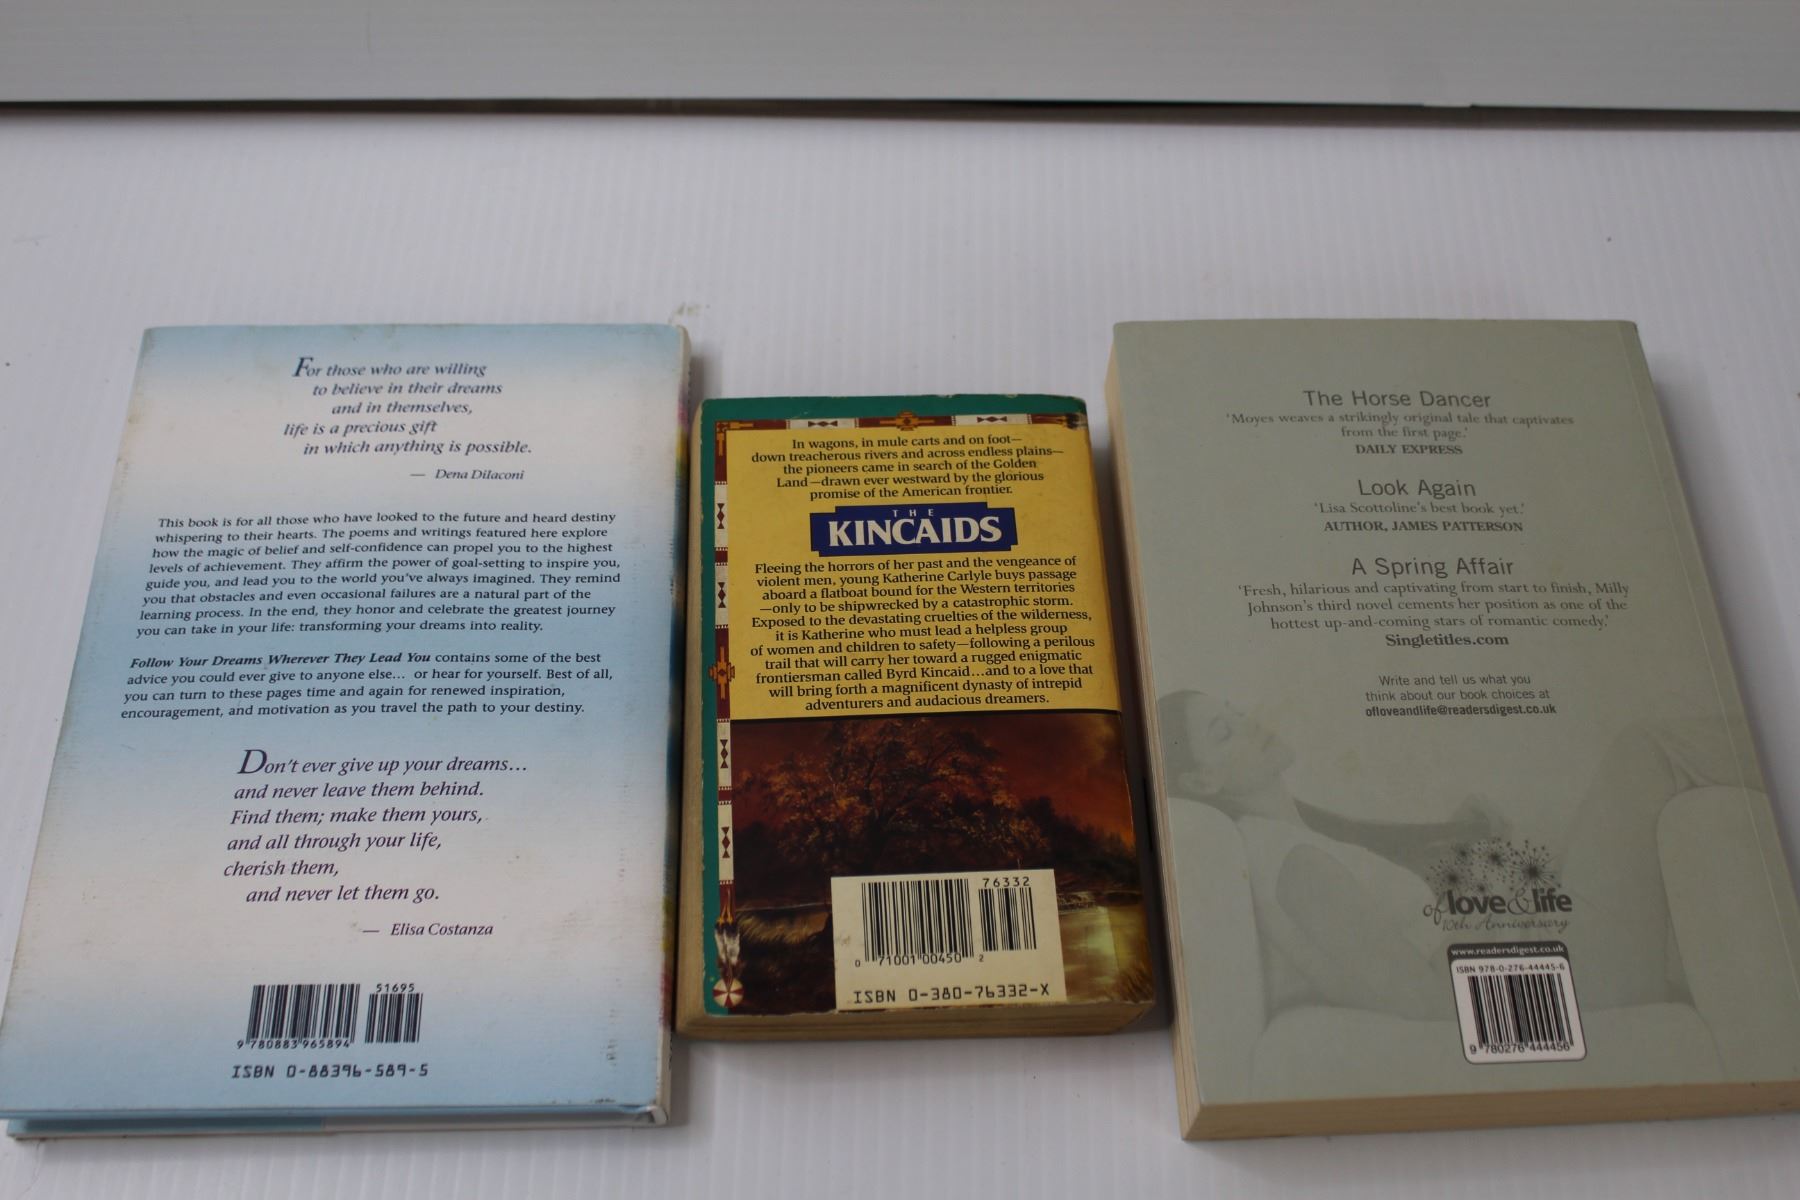 For those who are willing
to believe in their dreams
and in themselves,
life is a precious gift
in which anything is possible.
— Dena Dilaconi
This book is for all those who have looked to the future and heard destiny
whispering to their hearts. The poems and writings featured here explore
how the magic of belief and self-confidence can propel you to the highest
levels of achievement. They affirm the power of goal-setting to inspire you,
guide you, and lead you to the world you've always imagined. They remind
you that obstacles and even occasional failures are a natural part of the
learning process. In the end, they honor and celebrate the greatest journey
you can take in your life: transforming your dreams into reality.
Follow Your Dreams Wherever They Lead You contains some of the best
advice you could ever give to anyone else... or hear for yourself. Best of all,
you can turn to these pages time and again for renewed inspiration,
encouragement, and motivation as you travel the path to your destiny.
Don't ever give up your dreams...
and never leave them behind.
Find them; make them yours,
and all through your life,
cherish them,
and never let them go.
— Elisa Costanza
51695
9 780883 965894
ISBN 0-88396-589-5
In wagons, in mule carts and on foot—
down treacherous rivers and across endless plains—
the pioneers came in search of the Golden
Land—drawn ever westward by the glorious
promise of the American frontier.
THE
KINCAIDS
Fleeing the horrors of her past and the vengeance of
violent men, young Katherine Carlyle buys passage
aboard a flatboat bound for the Western territories
—only to be shipwrecked by a catastrophic storm.
Exposed to the devastating cruelties of the wilderness,
it is Katherine who must lead a helpless group
of women and children to safety—following a perilous
trail that will carry her toward a rugged enigmatic
frontiersman called Byrd Kincaid...and to a love that
will bring forth a magnificent dynasty of intrepid
adventurers and audacious dreamers.
76332
0 71001 00450 2
ISBN 0-380-76332-X
The Horse Dancer
'Moyes weaves a strikingly original tale that captivates
from the first page.'
DAILY EXPRESS
Look Again
'Lisa Scottoline's best book yet.'
AUTHOR, JAMES PATTERSON
A Spring Affair
'Fresh, hilarious and captivating from start to finish, Milly
Johnson's third novel cements her position as one of the
hottest up-and-coming stars of romantic comedy.'
Singletitles.com
Write and tell us what you
think about our book choices at
ofloveandlife@readersdigest.co.uk
of love & life
10th Anniversary
www.readersdigest.co.uk
ISBN 978-0-276-44445-6
9 780276 444456